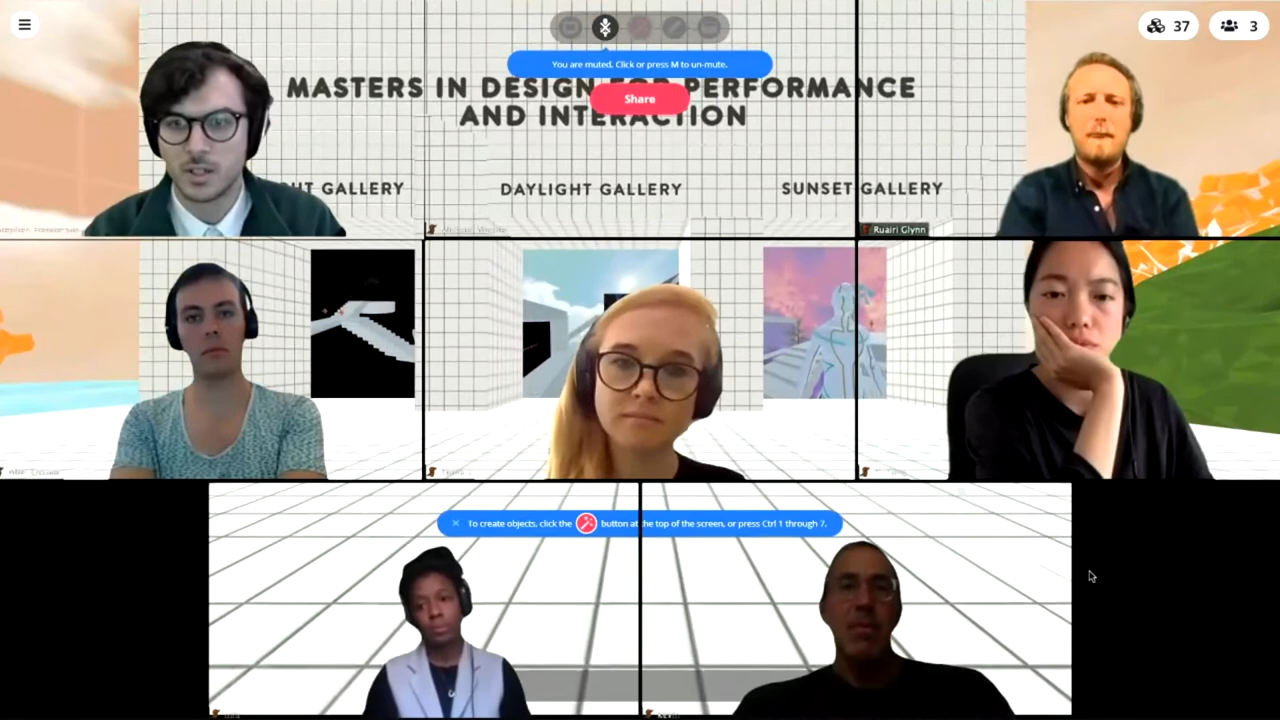 37
3
You are muted. Click or press M to un-mute.
MASTERS IN DESIGN FOR PERFORMANCE
Share
AND INTERACTION
GALLERY
DAYLIGHT GALLERY
SUNSET GALLERY
Ruairi Glynn
To create objects, click the button at the top of the screen, or press Ctrl 1 through 7.